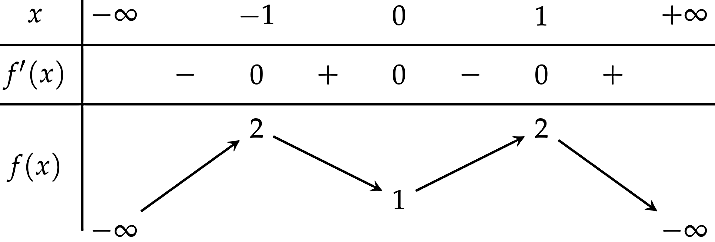 x −∞ −1 0 1 +∞
f′(x) − 0 + 0 − 0 +
2 2
f(x)
1
−∞ −∞